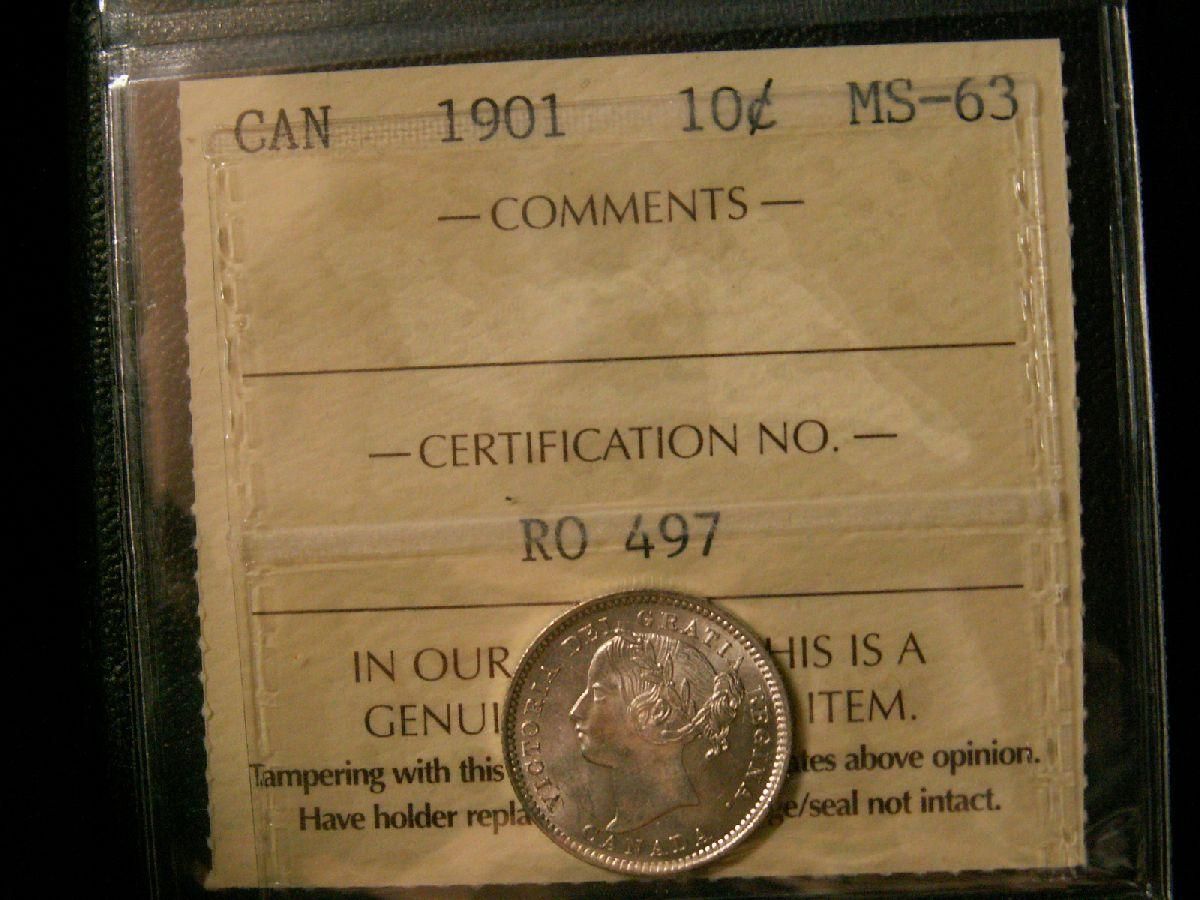 CAN 1901 10¢ MS-63
— COMMENTS —
— CERTIFICATION NO. —
RO 497
IN OUR HIS IS A
GENUI ITEM.
Tampering with this ates above opinion.
Have holder repla ge/seal not intact.
VICTORIA DEI GRATIA REGINA.
CANADA